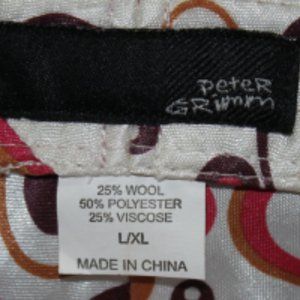 Peter
GRimm
25% WOOL
50% POLYESTER
25% VISCOSE
L/XL
MADE IN CHINA